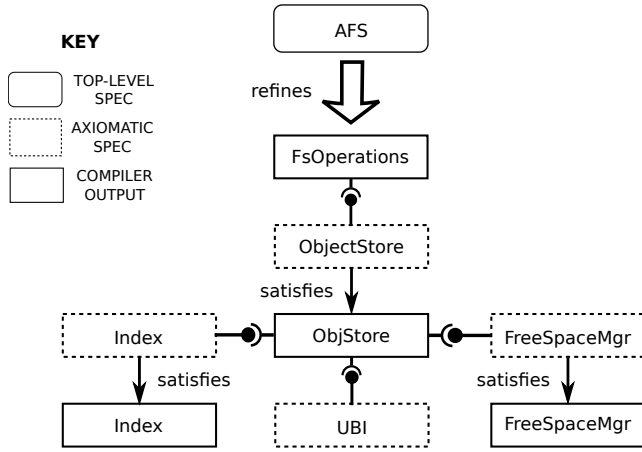 AFS
KEY
TOP-LEVEL
SPEC
refines
AXIOMATIC
SPEC
FsOperations
COMPILER
OUTPUT
ObjectStore
satisfies
Index
ObjStore
FreeSpaceMgr
satisfies
satisfies
Index
UBI
FreeSpaceMgr